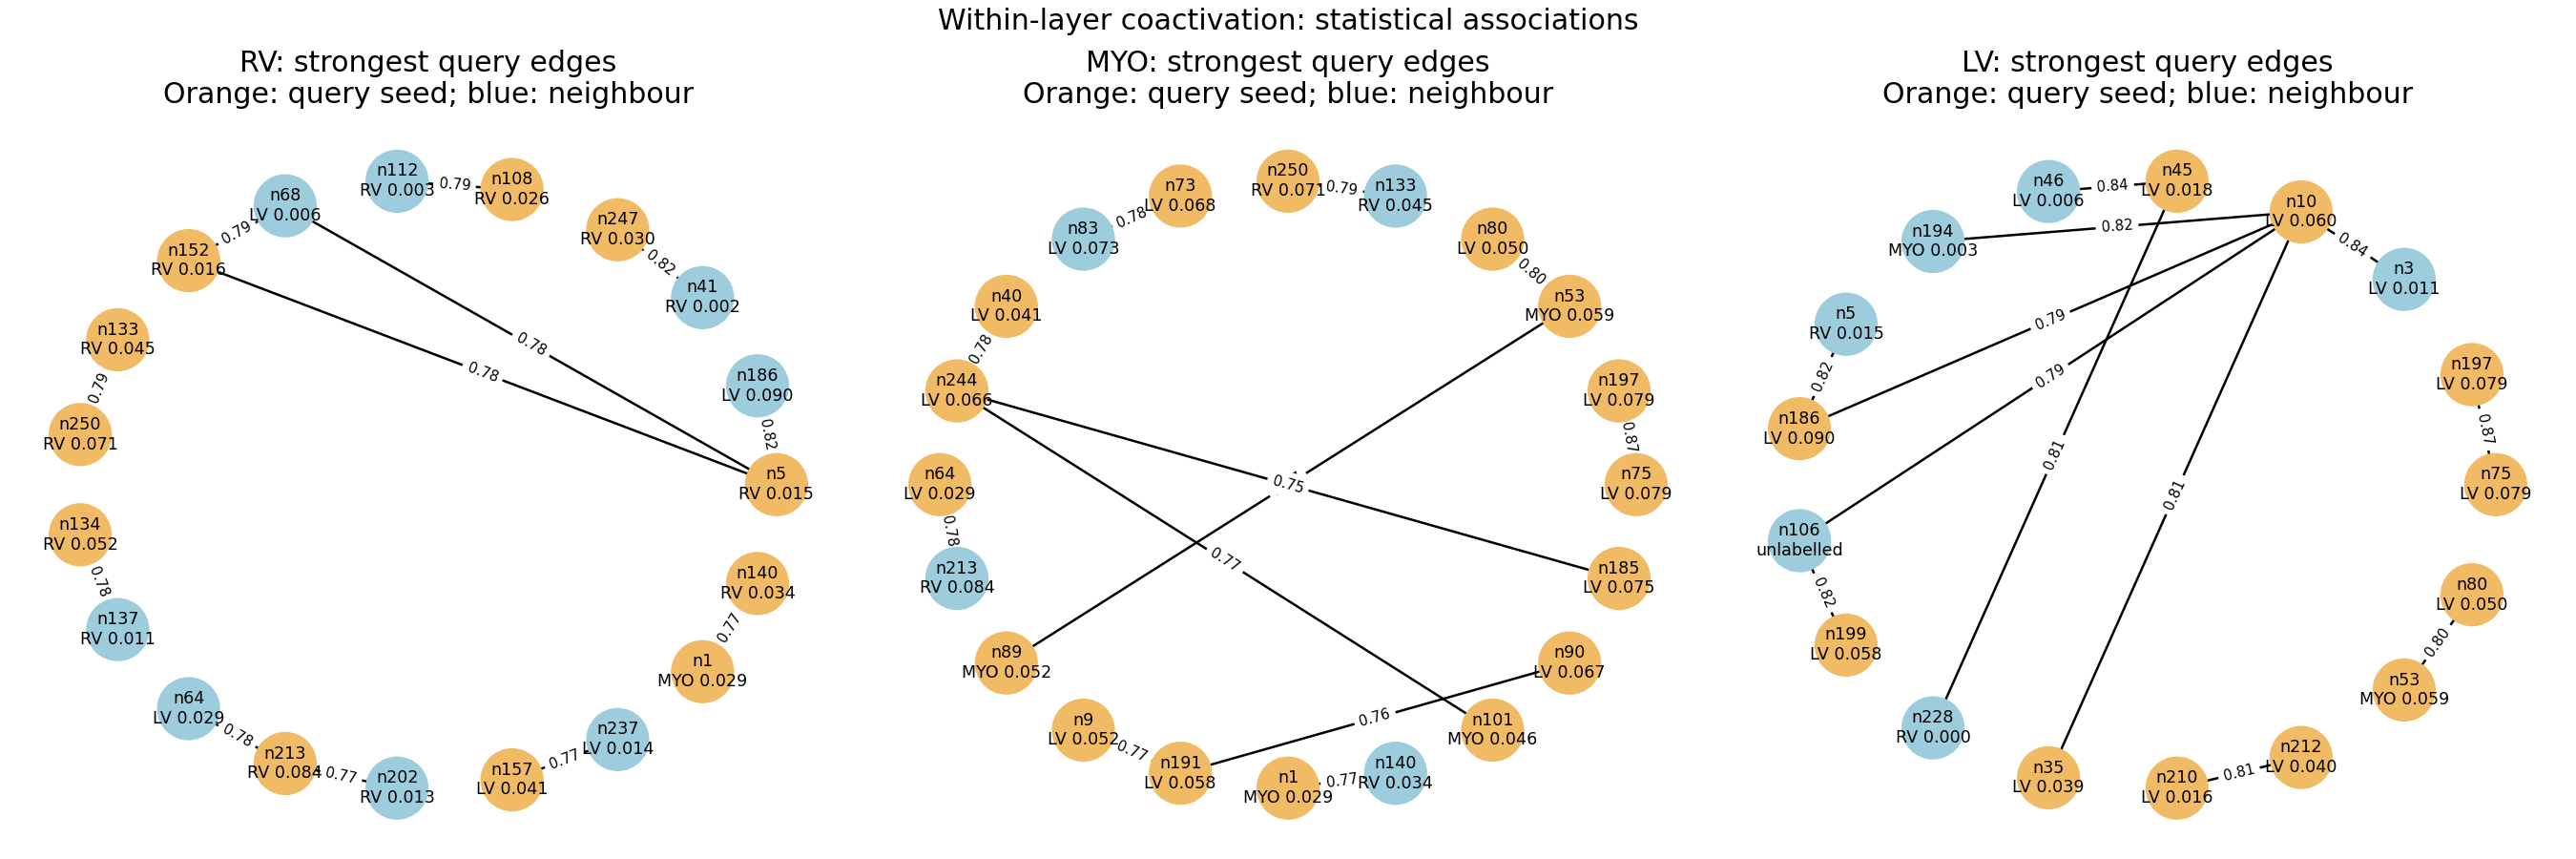 Within-layer coactivation: statistical associations
RV: strongest query edges
Orange: query seed; blue: neighbour
n112
RV 0.003
0.79
n108
RV 0.026
n68
LV 0.006
n247
RV 0.030
0.79
n152
RV 0.016
0.82
n41
RV 0.002
n133
RV 0.045
0.78
0.78
0.79
n186
LV 0.090
n250
RV 0.071
0.82
n5
RV 0.015
n134
RV 0.052
0.78
n140
RV 0.034
n137
RV 0.011
0.77
n1
MYO 0.029
n64
LV 0.029
0.78
n213
RV 0.084
0.77
n202
RV 0.013
n157
LV 0.041
0.77
n237
LV 0.014
MYO: strongest query edges
Orange: query seed; blue: neighbour
n250
RV 0.071
0.79
n133
RV 0.045
n73
LV 0.068
0.78
n83
LV 0.073
n80
LV 0.050
0.80
n53
MYO 0.059
n40
LV 0.041
0.78
n244
LV 0.066
n197
LV 0.079
0.87
n75
LV 0.079
n64
LV 0.029
0.78
n213
RV 0.084
0.75
0.77
n185
LV 0.075
n89
MYO 0.052
n90
LV 0.067
n9
LV 0.052
0.77
n191
LV 0.058
0.76
n101
MYO 0.046
n1
MYO 0.029
0.77
n140
RV 0.034
LV: strongest query edges
Orange: query seed; blue: neighbour
n46
LV 0.006
0.84
n45
LV 0.018
n10
LV 0.060
n194
MYO 0.003
0.82
0.84
n3
LV 0.011
n5
RV 0.015
0.82
n186
LV 0.090
0.79
0.79
n197
LV 0.079
0.87
n75
LV 0.079
0.81
0.81
n106
unlabelled
0.82
n199
LV 0.058
n80
LV 0.050
0.80
n53
MYO 0.059
n228
RV 0.000
n35
LV 0.039
n210
LV 0.016
0.81
n212
LV 0.040